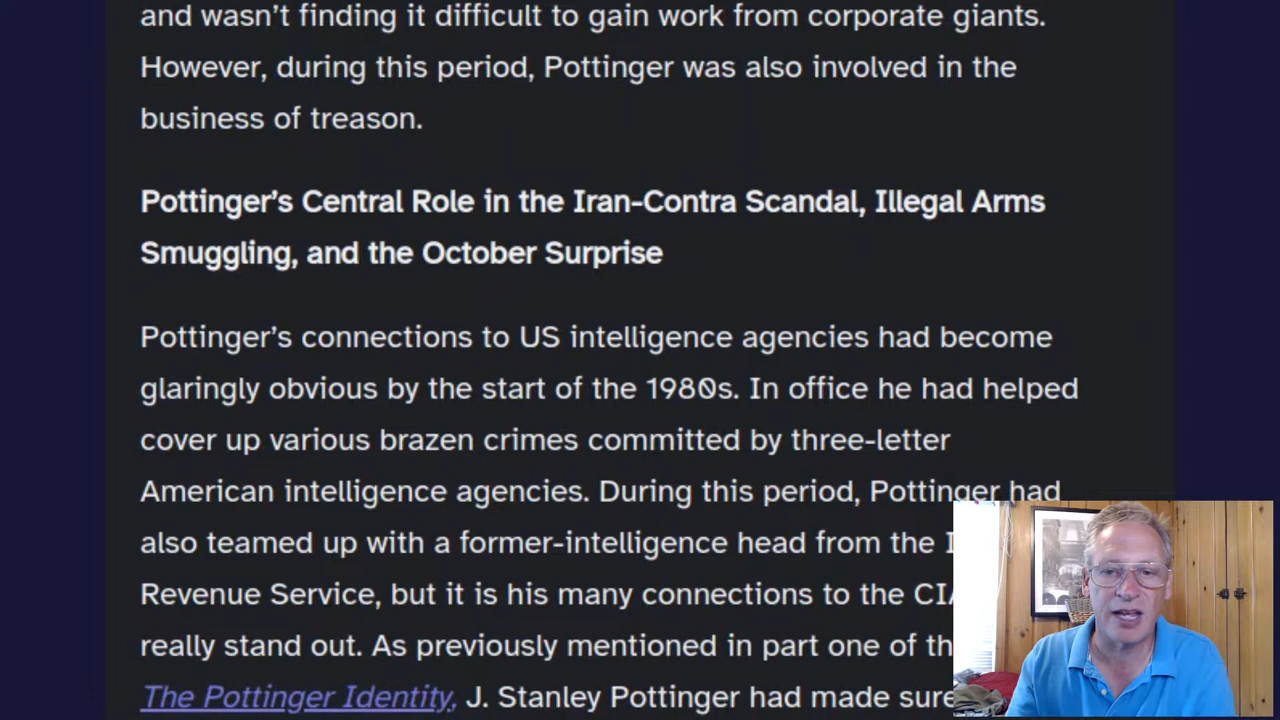 and wasn’t finding it difficult to gain work from corporate giants.
However, during this period, Pottinger was also involved in the
business of treason.
Pottinger’s Central Role in the Iran-Contra Scandal, Illegal Arms
Smuggling, and the October Surprise
Pottinger’s connections to US intelligence agencies had become
glaringly obvious by the start of the 1980s. In office he had helped
cover up various brazen crimes committed by three-letter
American intelligence agencies. During this period, Pottinger had
also teamed up with a former-intelligence head from the
Revenue Service, but it is his many connections to the CIA
really stand out. As previously mentioned in part one of
The Pottinger Identity, J. Stanley Pottinger had made sure